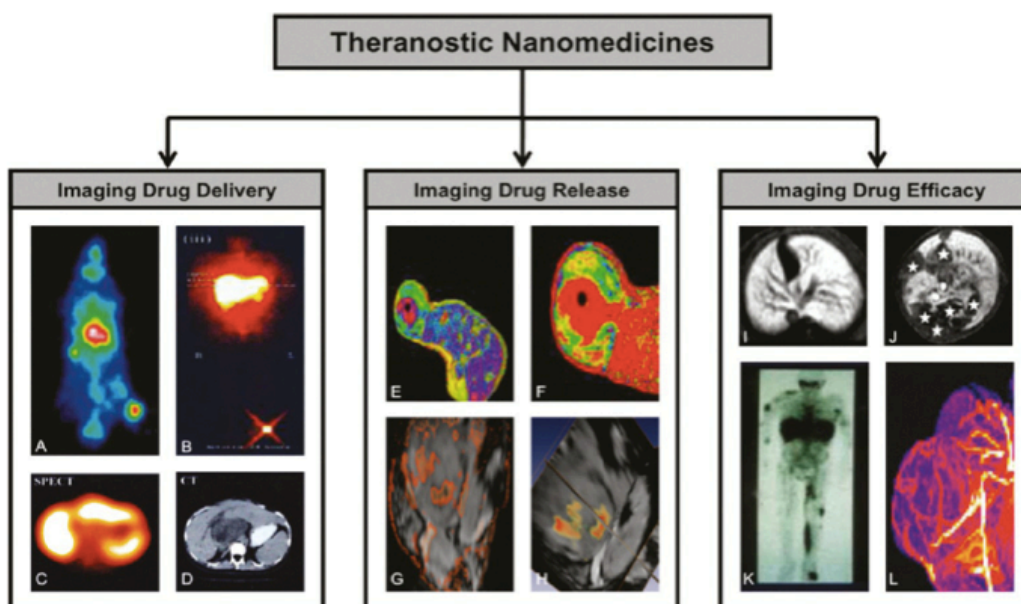 Theranostic Nanomedicines
Imaging Drug Delivery
Imaging Drug Release
Imaging Drug Efficacy
A
B
SPECT
C
CT
D
E
F
G
H
I
J
K
L